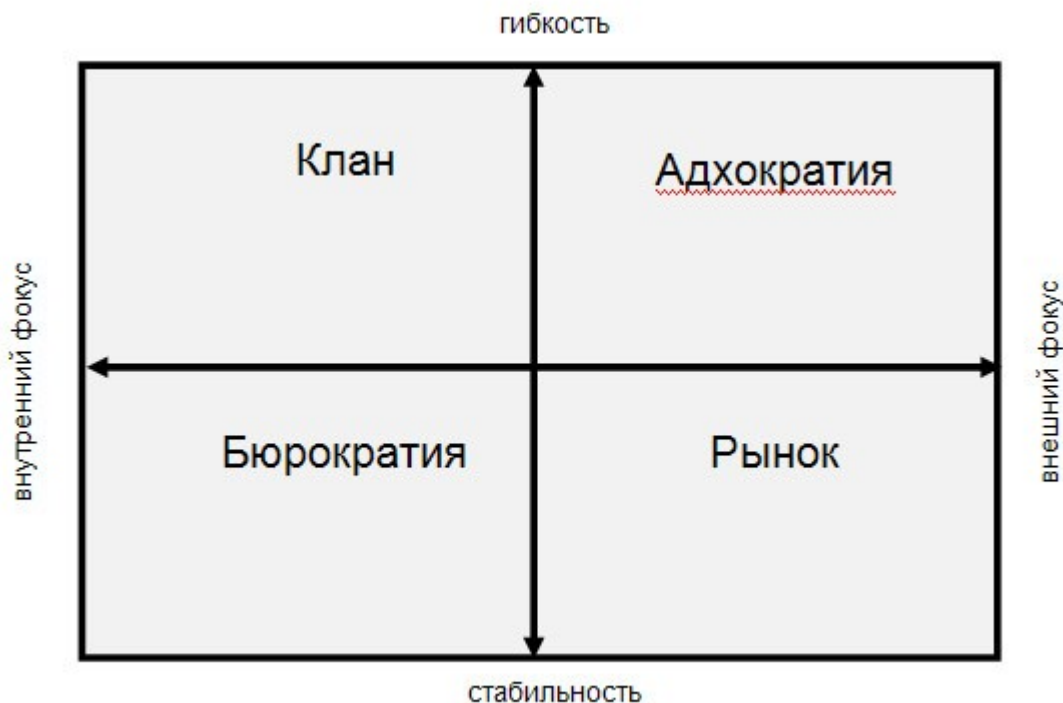 гибкость
Клан
Адхократия
внутренний фокус
внешний фокус
Бюрократия
Рынок
стабильность